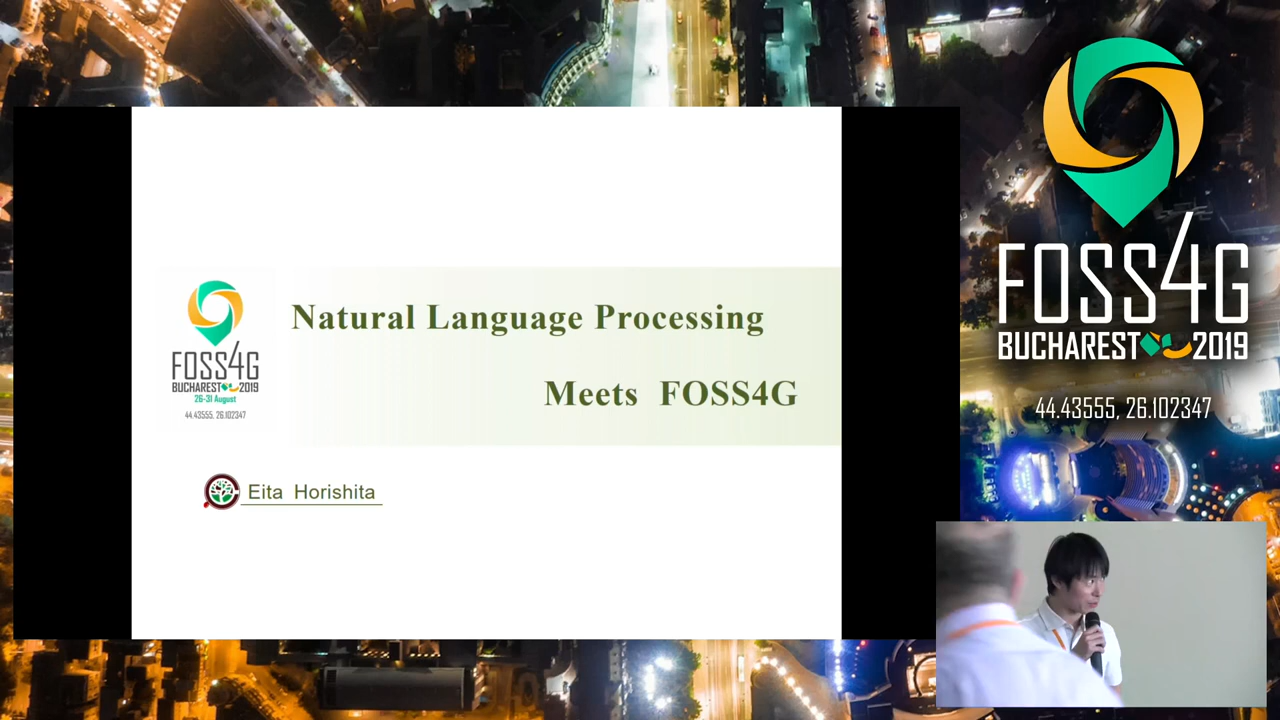 Natural Language Processing
Meets FOSS4G
FOSS4G
BUCHAREST 2019
26-31 August
44.43555, 26.102347
Eita Horishita
FOSS4G
BUCHAREST 2019
44.43555, 26.102347